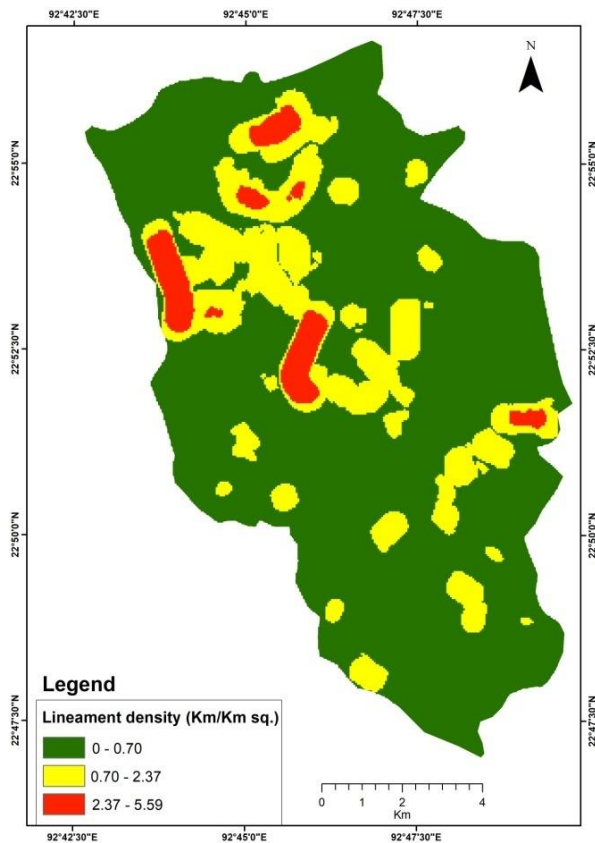 92°42'30"E 92°45'0"E 92°47'30"E
N
22°55'0"N 22°55'0"N
22°52'30"N 22°52'30"N
22°50'0"N 22°50'0"N
22°47'30"N 22°47'30"N
Legend
Lineament density (Km/Km sq.)
0 - 0.70
0.70 - 2.37
2.37 - 5.59
0 1 2 4
Km
92°42'30"E 92°45'0"E 92°47'30"E